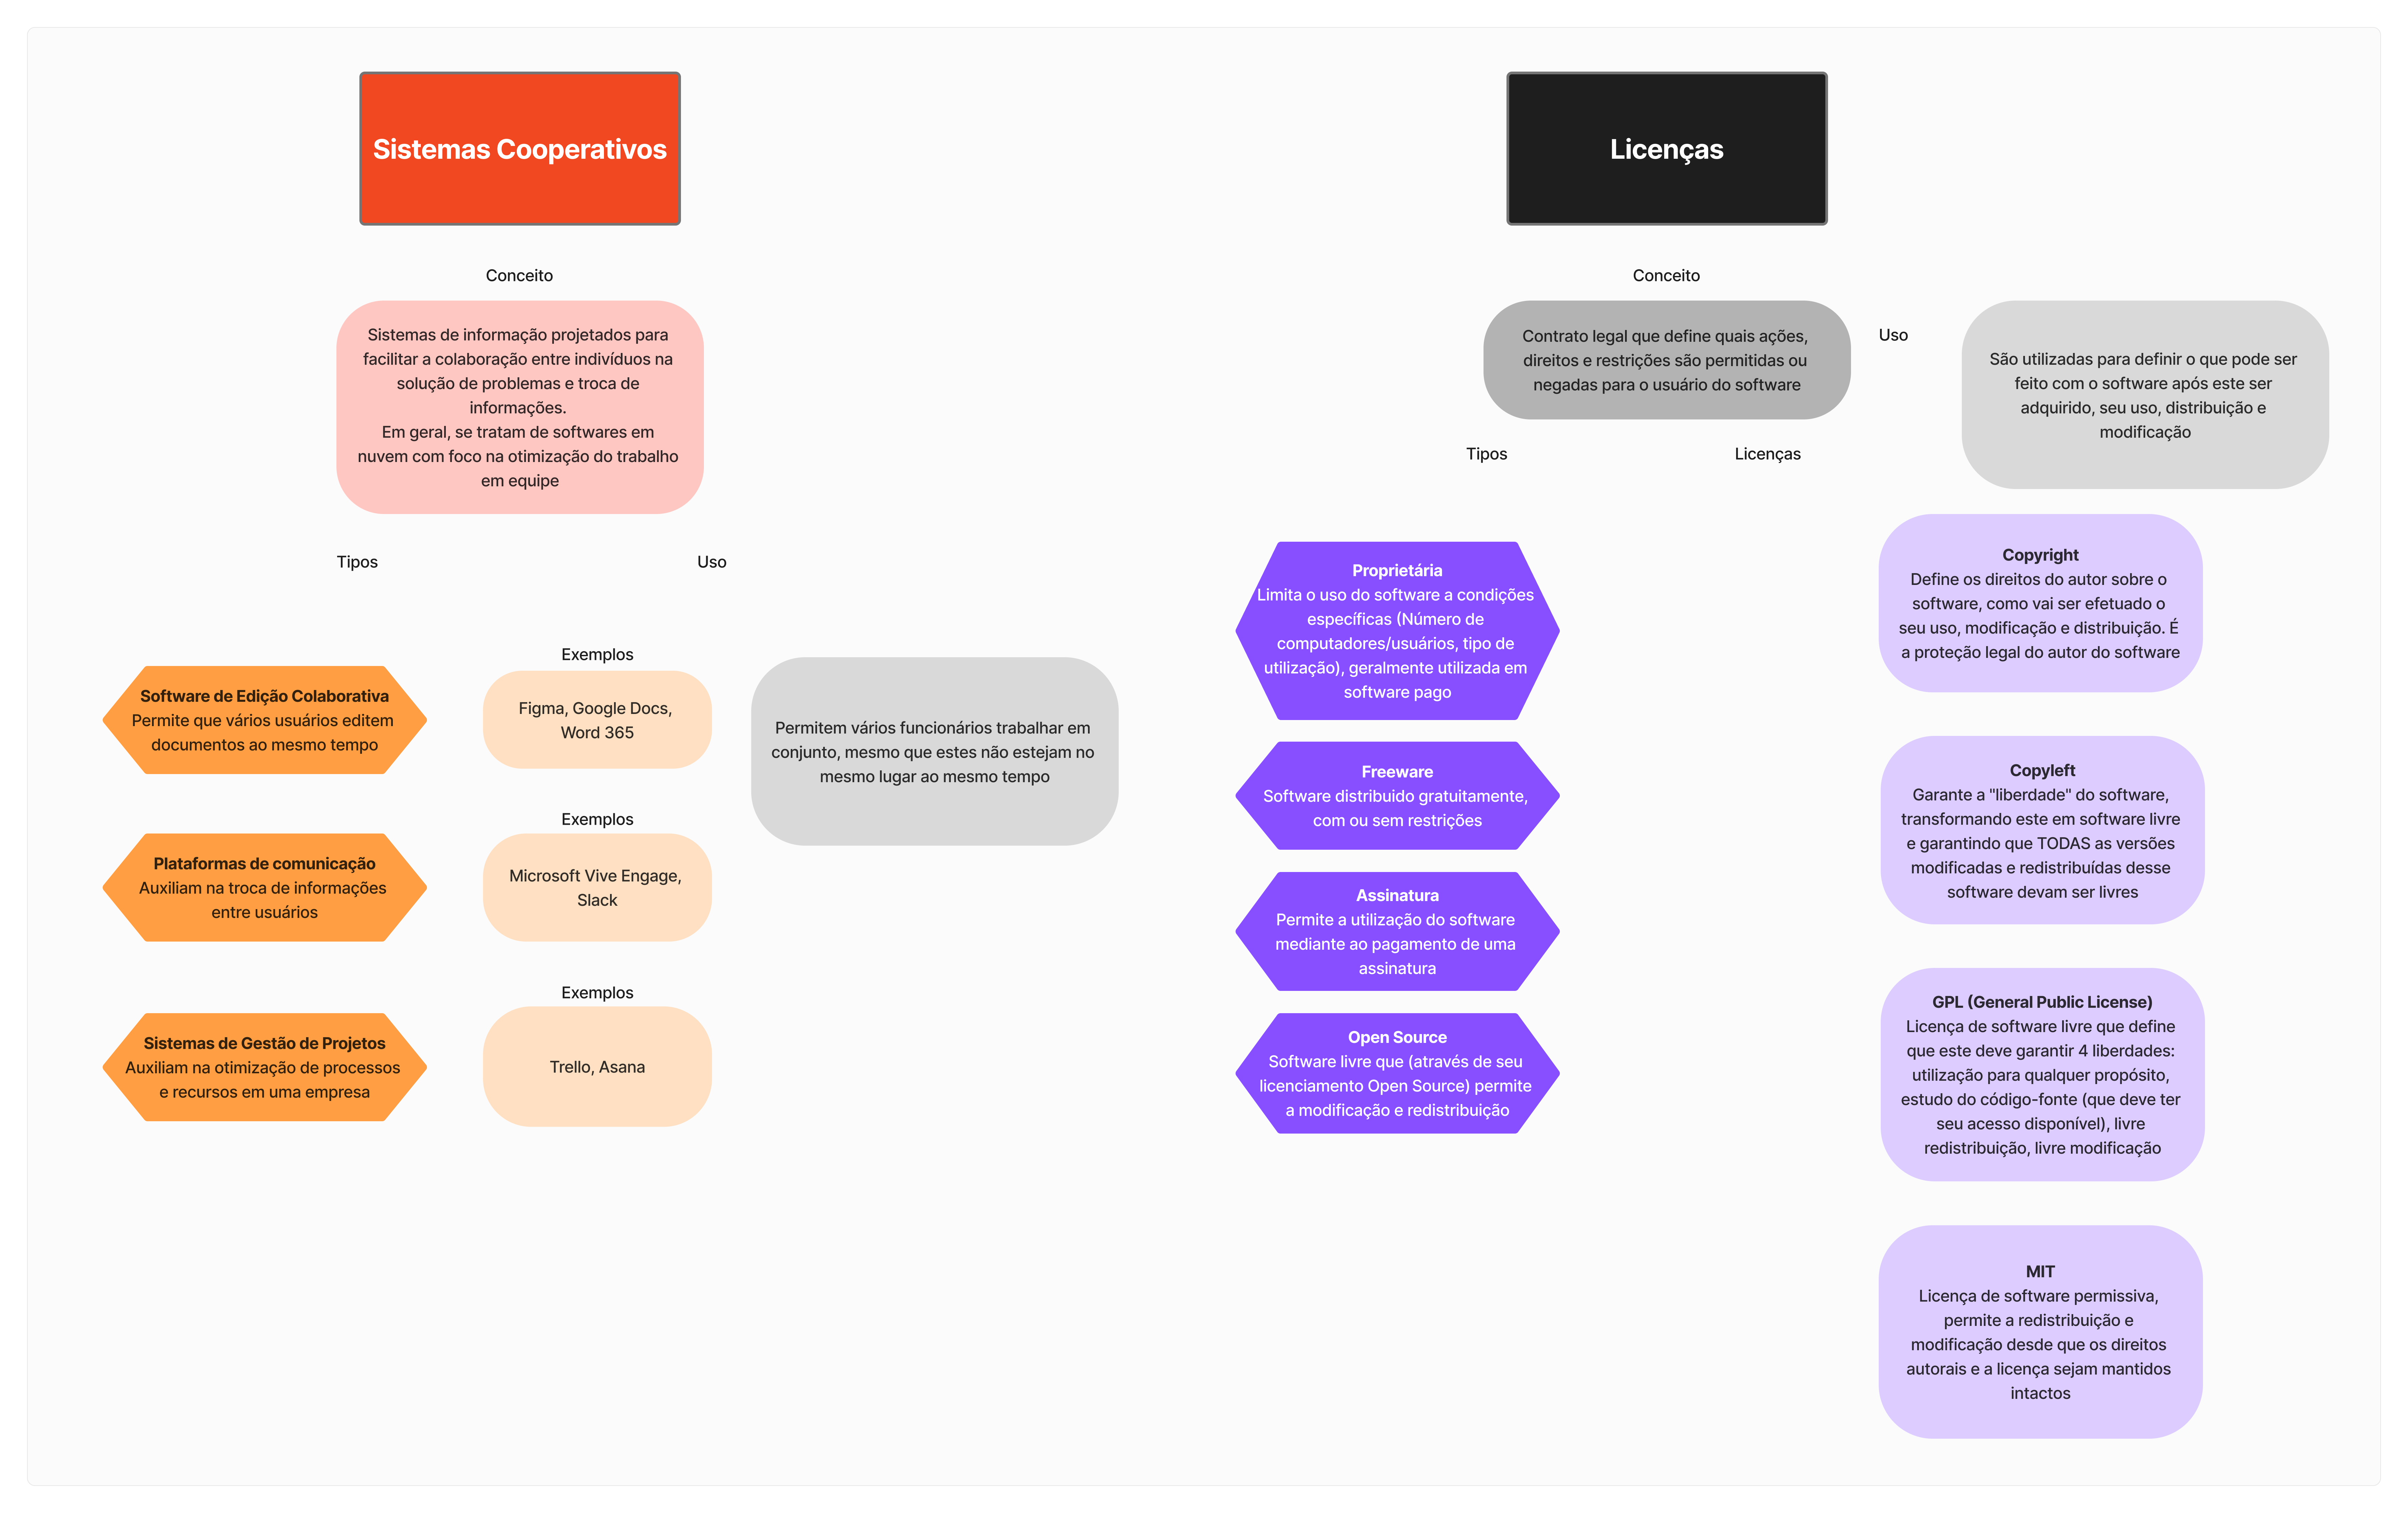 Sistemas Cooperativos
Conceito
Sistemas de informação projetados para
facilitar a colaboração entre indivíduos na
solução de problemas e troca de
informações.
Em geral, se tratam de softwares em
nuvem com foco na otimização do trabalho
em equipe
Tipos
Uso
Software de Edição Colaborativa
Permite que vários usuários editem
documentos ao mesmo tempo
Exemplos
Figma, Google Docs,
Word 365
Plataformas de comunicação
Auxiliam na troca de informações
entre usuários
Exemplos
Microsoft Vive Engage,
Slack
Sistemas de Gestão de Projetos
Auxiliam na otimização de processos
e recursos em uma empresa
Exemplos
Trello, Asana
Permitem vários funcionários trabalhar em
conjunto, mesmo que estes não estejam no
mesmo lugar ao mesmo tempo
Licenças
Conceito
Contrato legal que define quais ações,
direitos e restrições são permitidas ou
negadas para o usuário do software
Uso
São utilizadas para definir o que pode ser
feito com o software após este ser
adquirido, seu uso, distribuição e
modificação
Tipos
Licenças
Proprietária
Limita o uso do software a condições
específicas (Número de
computadores/usuários, tipo de
utilização), geralmente utilizada em
software pago
Freeware
Software distribuido gratuitamente,
com ou sem restrições
Assinatura
Permite a utilização do software
mediante ao pagamento de uma
assinatura
Open Source
Software livre que (através de seu
licenciamento Open Source) permite
a modificação e redistribuição
Copyright
Define os direitos do autor sobre o
software, como vai ser efetuado o
seu uso, modificação e distribuição. É
a proteção legal do autor do software
Copyleft
Garante a "liberdade" do software,
transformando este em software livre
e garantindo que TODAS as versões
modificadas e redistribuídas desse
software devam ser livres
GPL (General Public License)
Licença de software livre que define
que este deve garantir 4 liberdades:
utilização para qualquer propósito,
estudo do código-fonte (que deve ter
seu acesso disponível), livre
redistribuição, livre modificação
MIT
Licença de software permissiva,
permite a redistribuição e
modificação desde que os direitos
autorais e a licença sejam mantidos
intactos